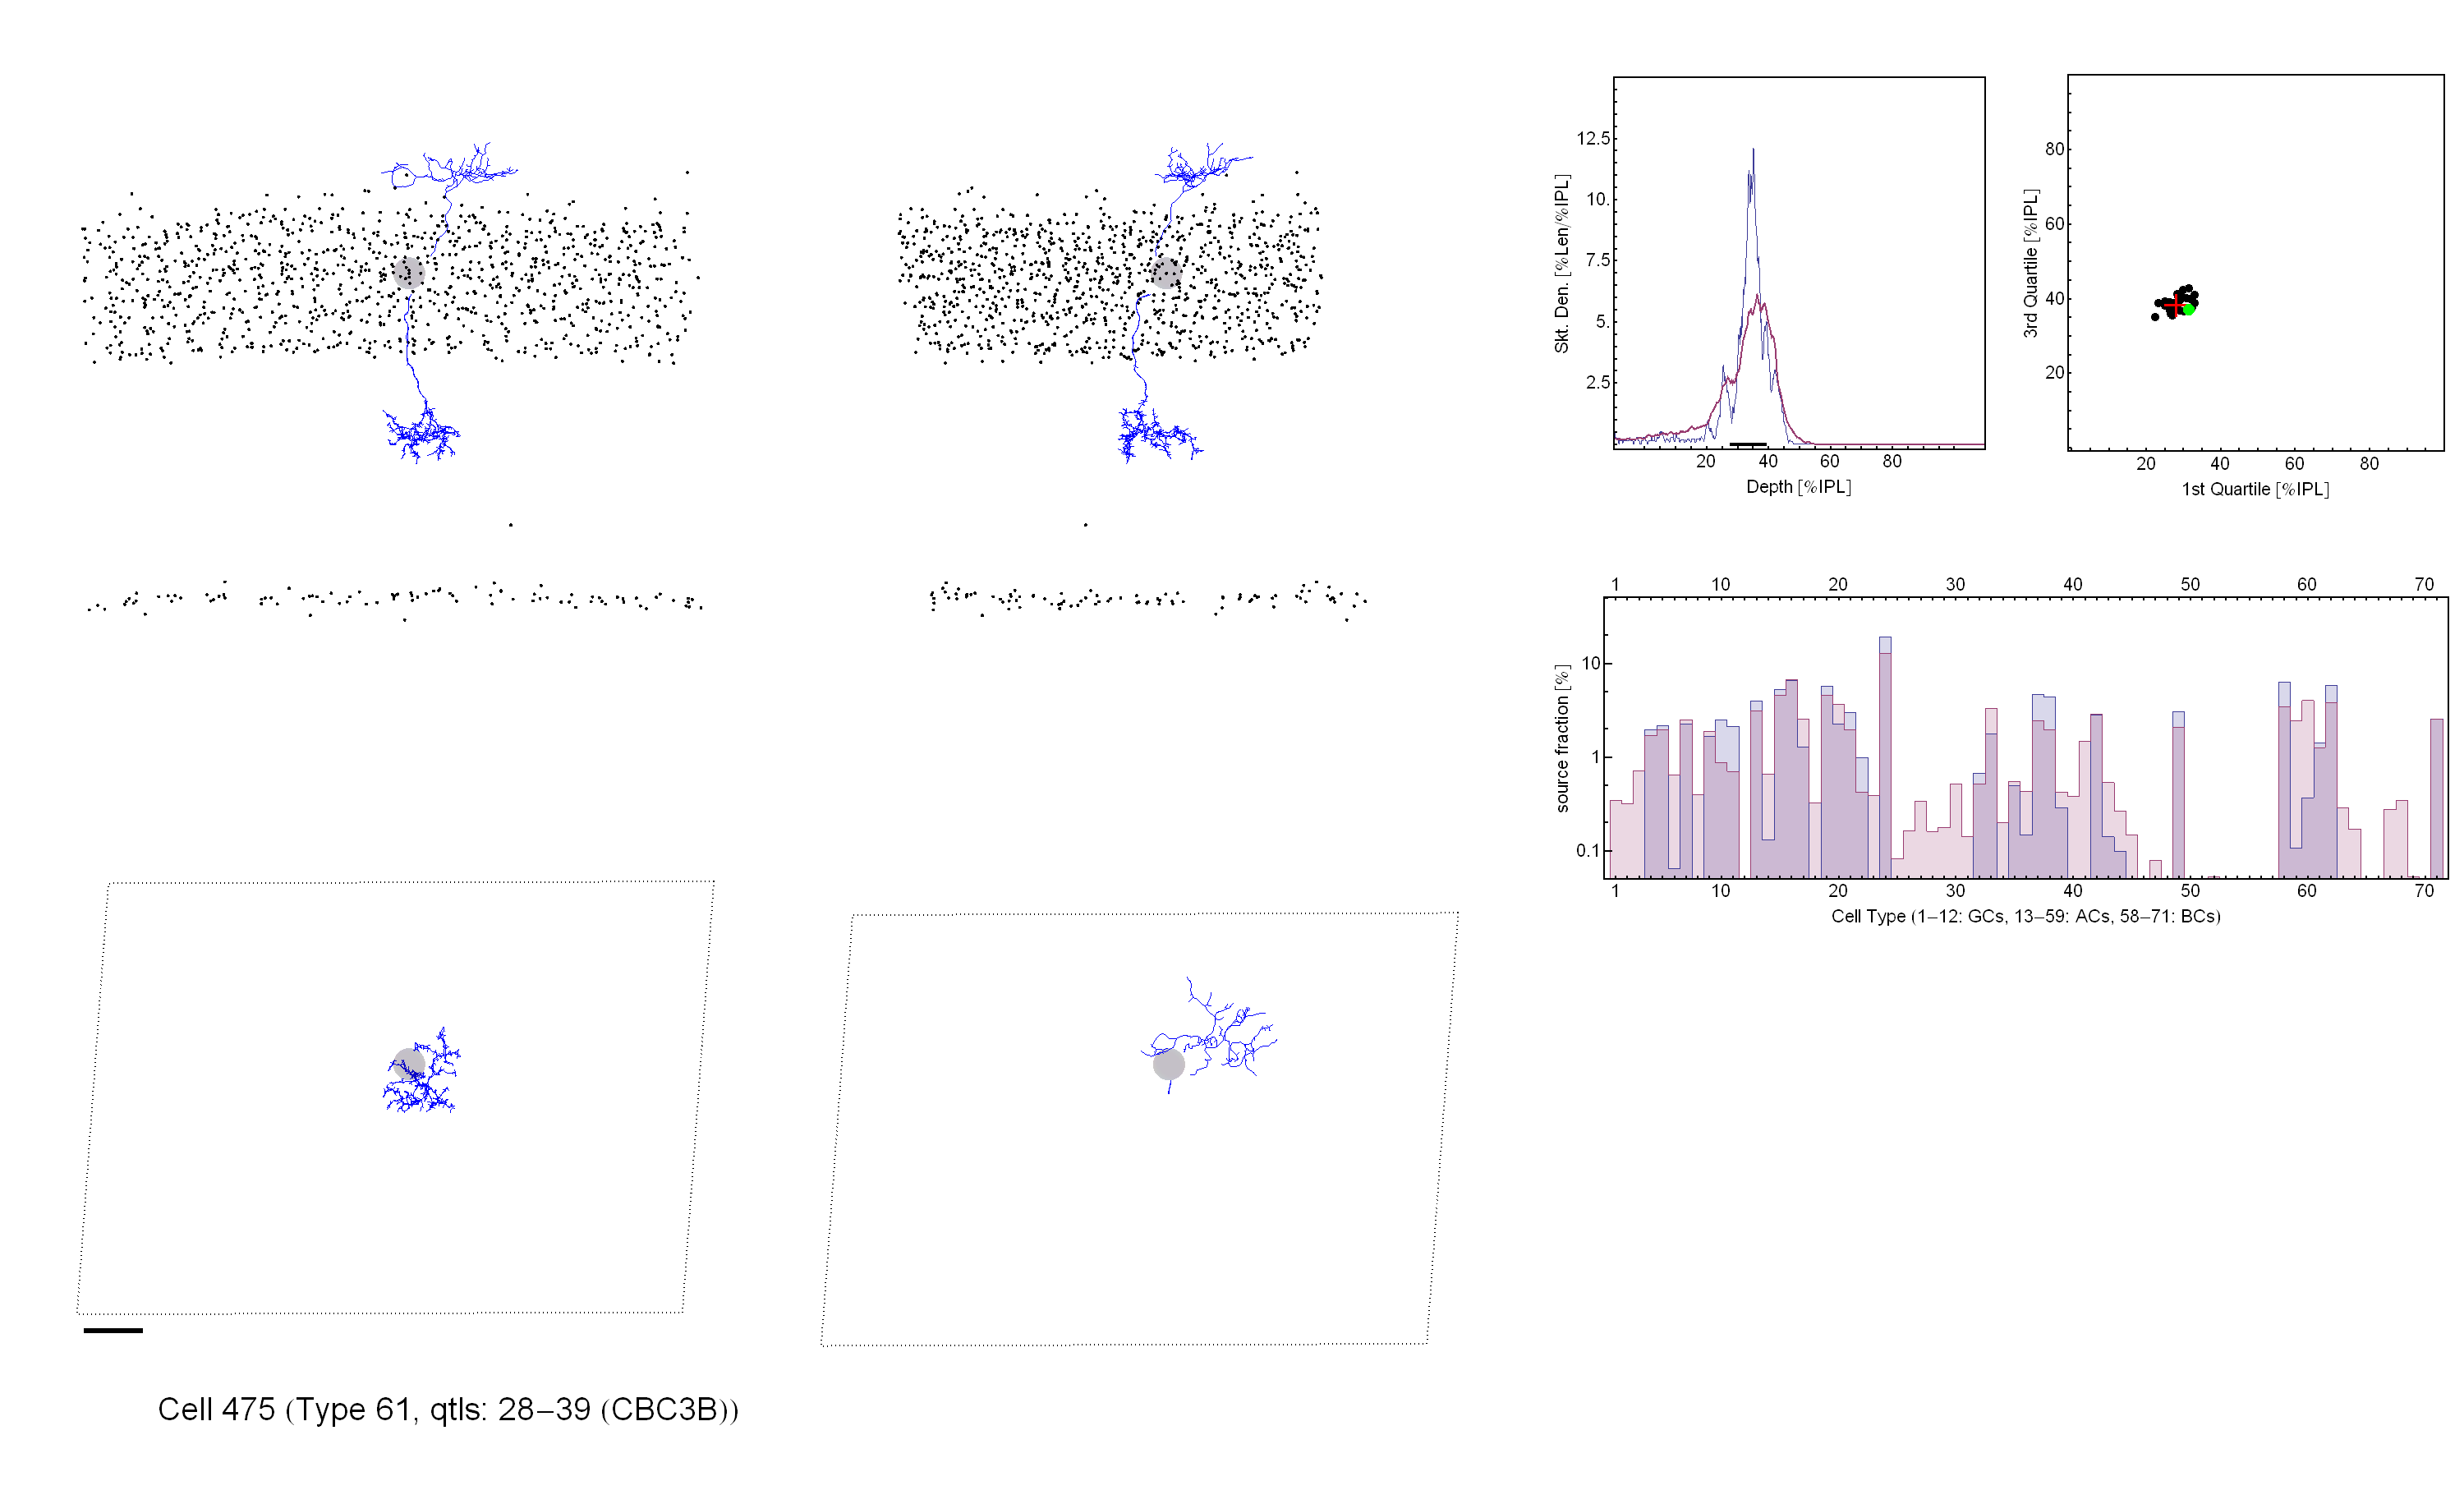 12.5
10.
7.5
5.
2.5
Skt. Den. [%Len/%IPL]
20 40 60 80
Depth [%IPL]
80
60
40
20
3rd Quartile [%IPL]
20 40 60 80
1st Quartile [%IPL]
1 10 20 30 40 50 60 70
10
1
0.1
source fraction [%]
1 10 20 30 40 50 60 70
Cell Type (1–12: GCs, 13–59: ACs, 58–71: BCs)
Cell 475 (Type 61, qtls: 28–39 (CBC3B))